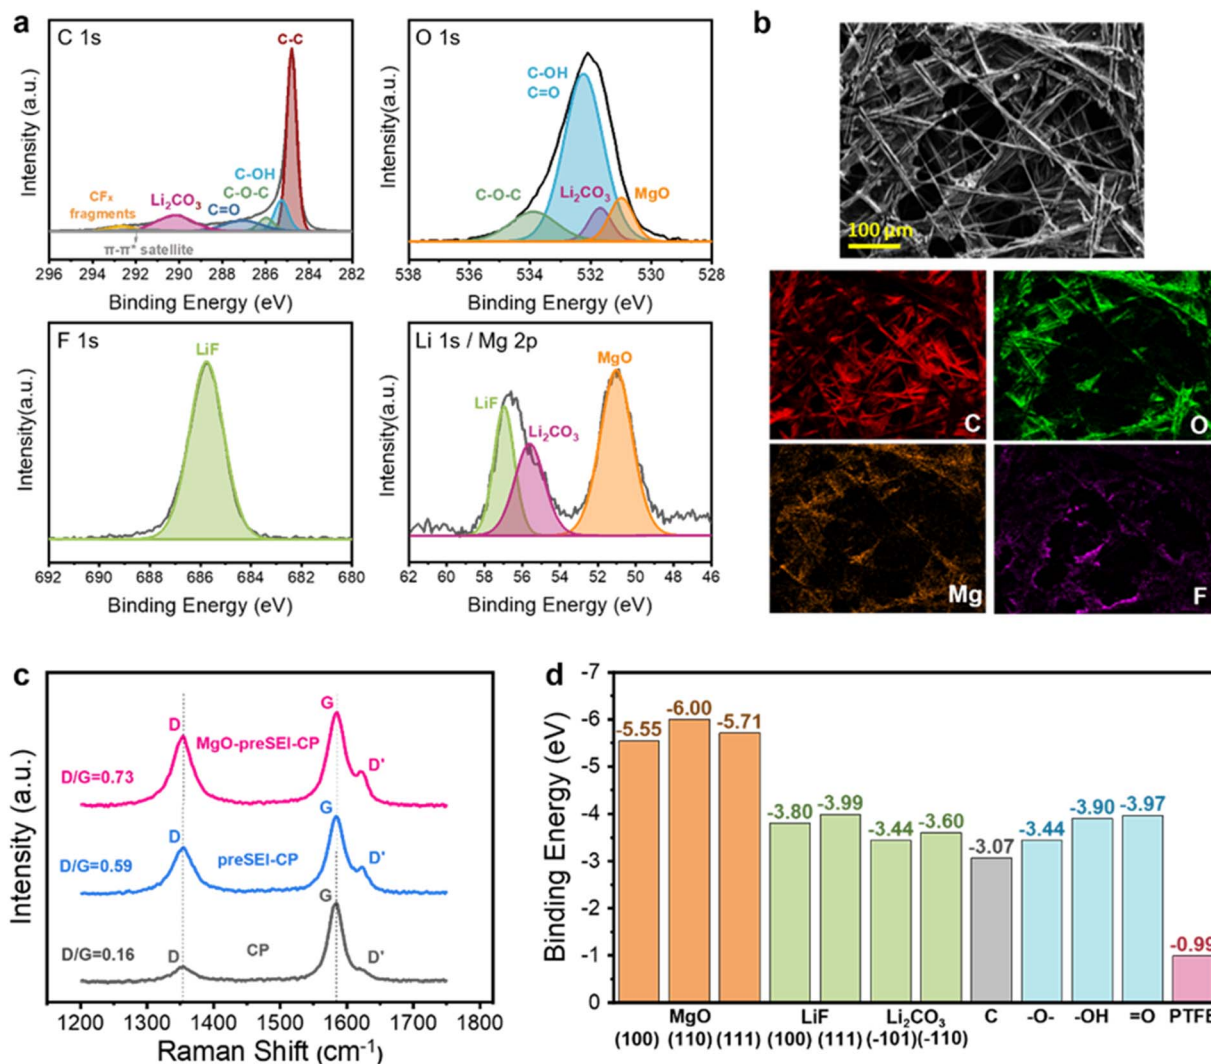 a
C 1s
C-C
C-OH
C-O-C
C=O
Li₂CO₃
CFₓ
fragments
π-π* satellite
Intensity (a.u.)
296 294 292 290 288 286 284 282
Binding Energy (eV)
O 1s
C-OH
C=O
C-O-C
Li₂CO₃
MgO
Intensity(a.u.)
538 536 534 532 530 528
Binding Energy (eV)
F 1s
LiF
Intensity(a.u.)
692 690 688 686 684 682 680
Binding Energy (eV)
Li 1s / Mg 2p
MgO
LiF
Li₂CO₃
Intensity(a.u.)
62 60 58 56 54 52 50 48 46
Binding Energy (eV)
b
100 μm
C
O
Mg
F
c
G
D
MgO-preSEI-CP
D'
D/G=0.73
G
D
preSEI-CP
D'
D/G=0.59
G
D/G=0.16
D
CP
D'
Intensity (a.u.)
1200 1300 1400 1500 1600 1700 1800
Raman Shift (cm⁻¹)
d
Binding Energy (eV)
-7
-6
-5
-4
-3
-2
-1
0
-5.55 -6.00 -5.71 -3.80 -3.99 -3.44 -3.60 -3.07 -3.44 -3.90 -3.97 -0.99
MgO LiF Li₂CO₃ C -O- -OH =O PTFE
(100) (110) (111) (100) (111) (-101)(-110)